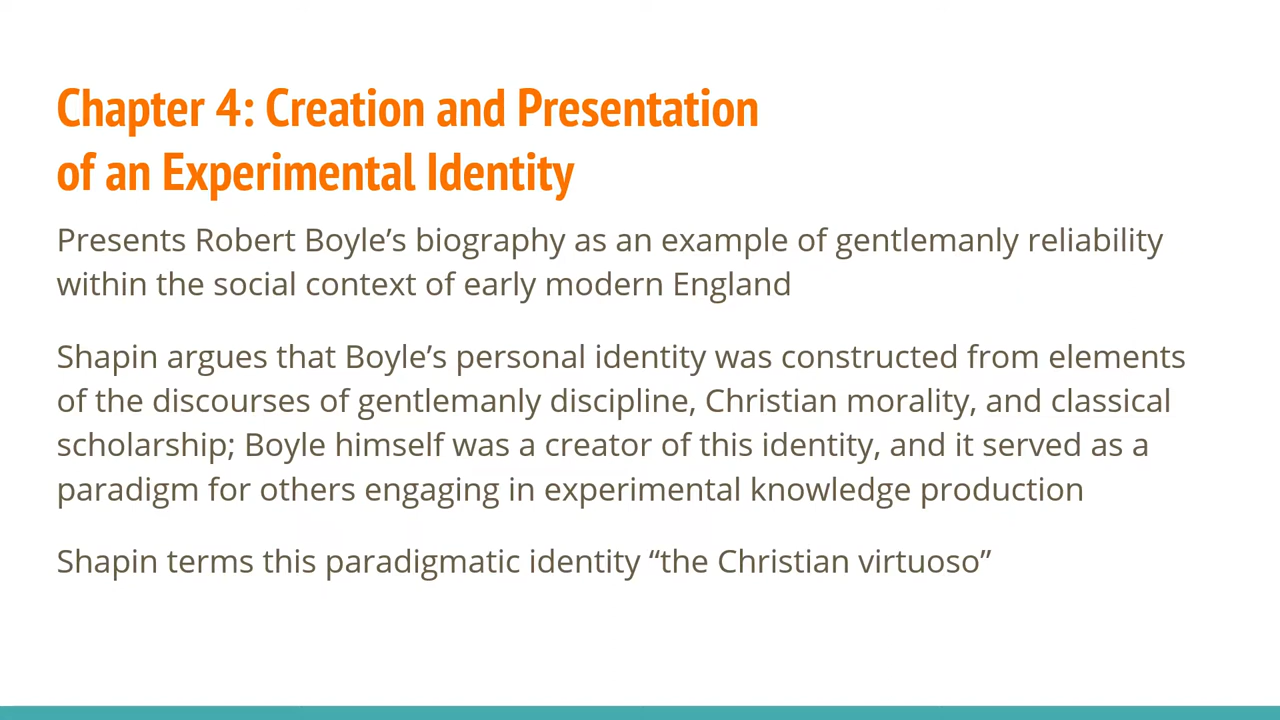 Chapter 4: Creation and Presentation
of an Experimental Identity
Presents Robert Boyle’s biography as an example of gentlemanly reliability
within the social context of early modern England
Shapin argues that Boyle’s personal identity was constructed from elements
of the discourses of gentlemanly discipline, Christian morality, and classical
scholarship; Boyle himself was a creator of this identity, and it served as a
paradigm for others engaging in experimental knowledge production
Shapin terms this paradigmatic identity “the Christian virtuoso”